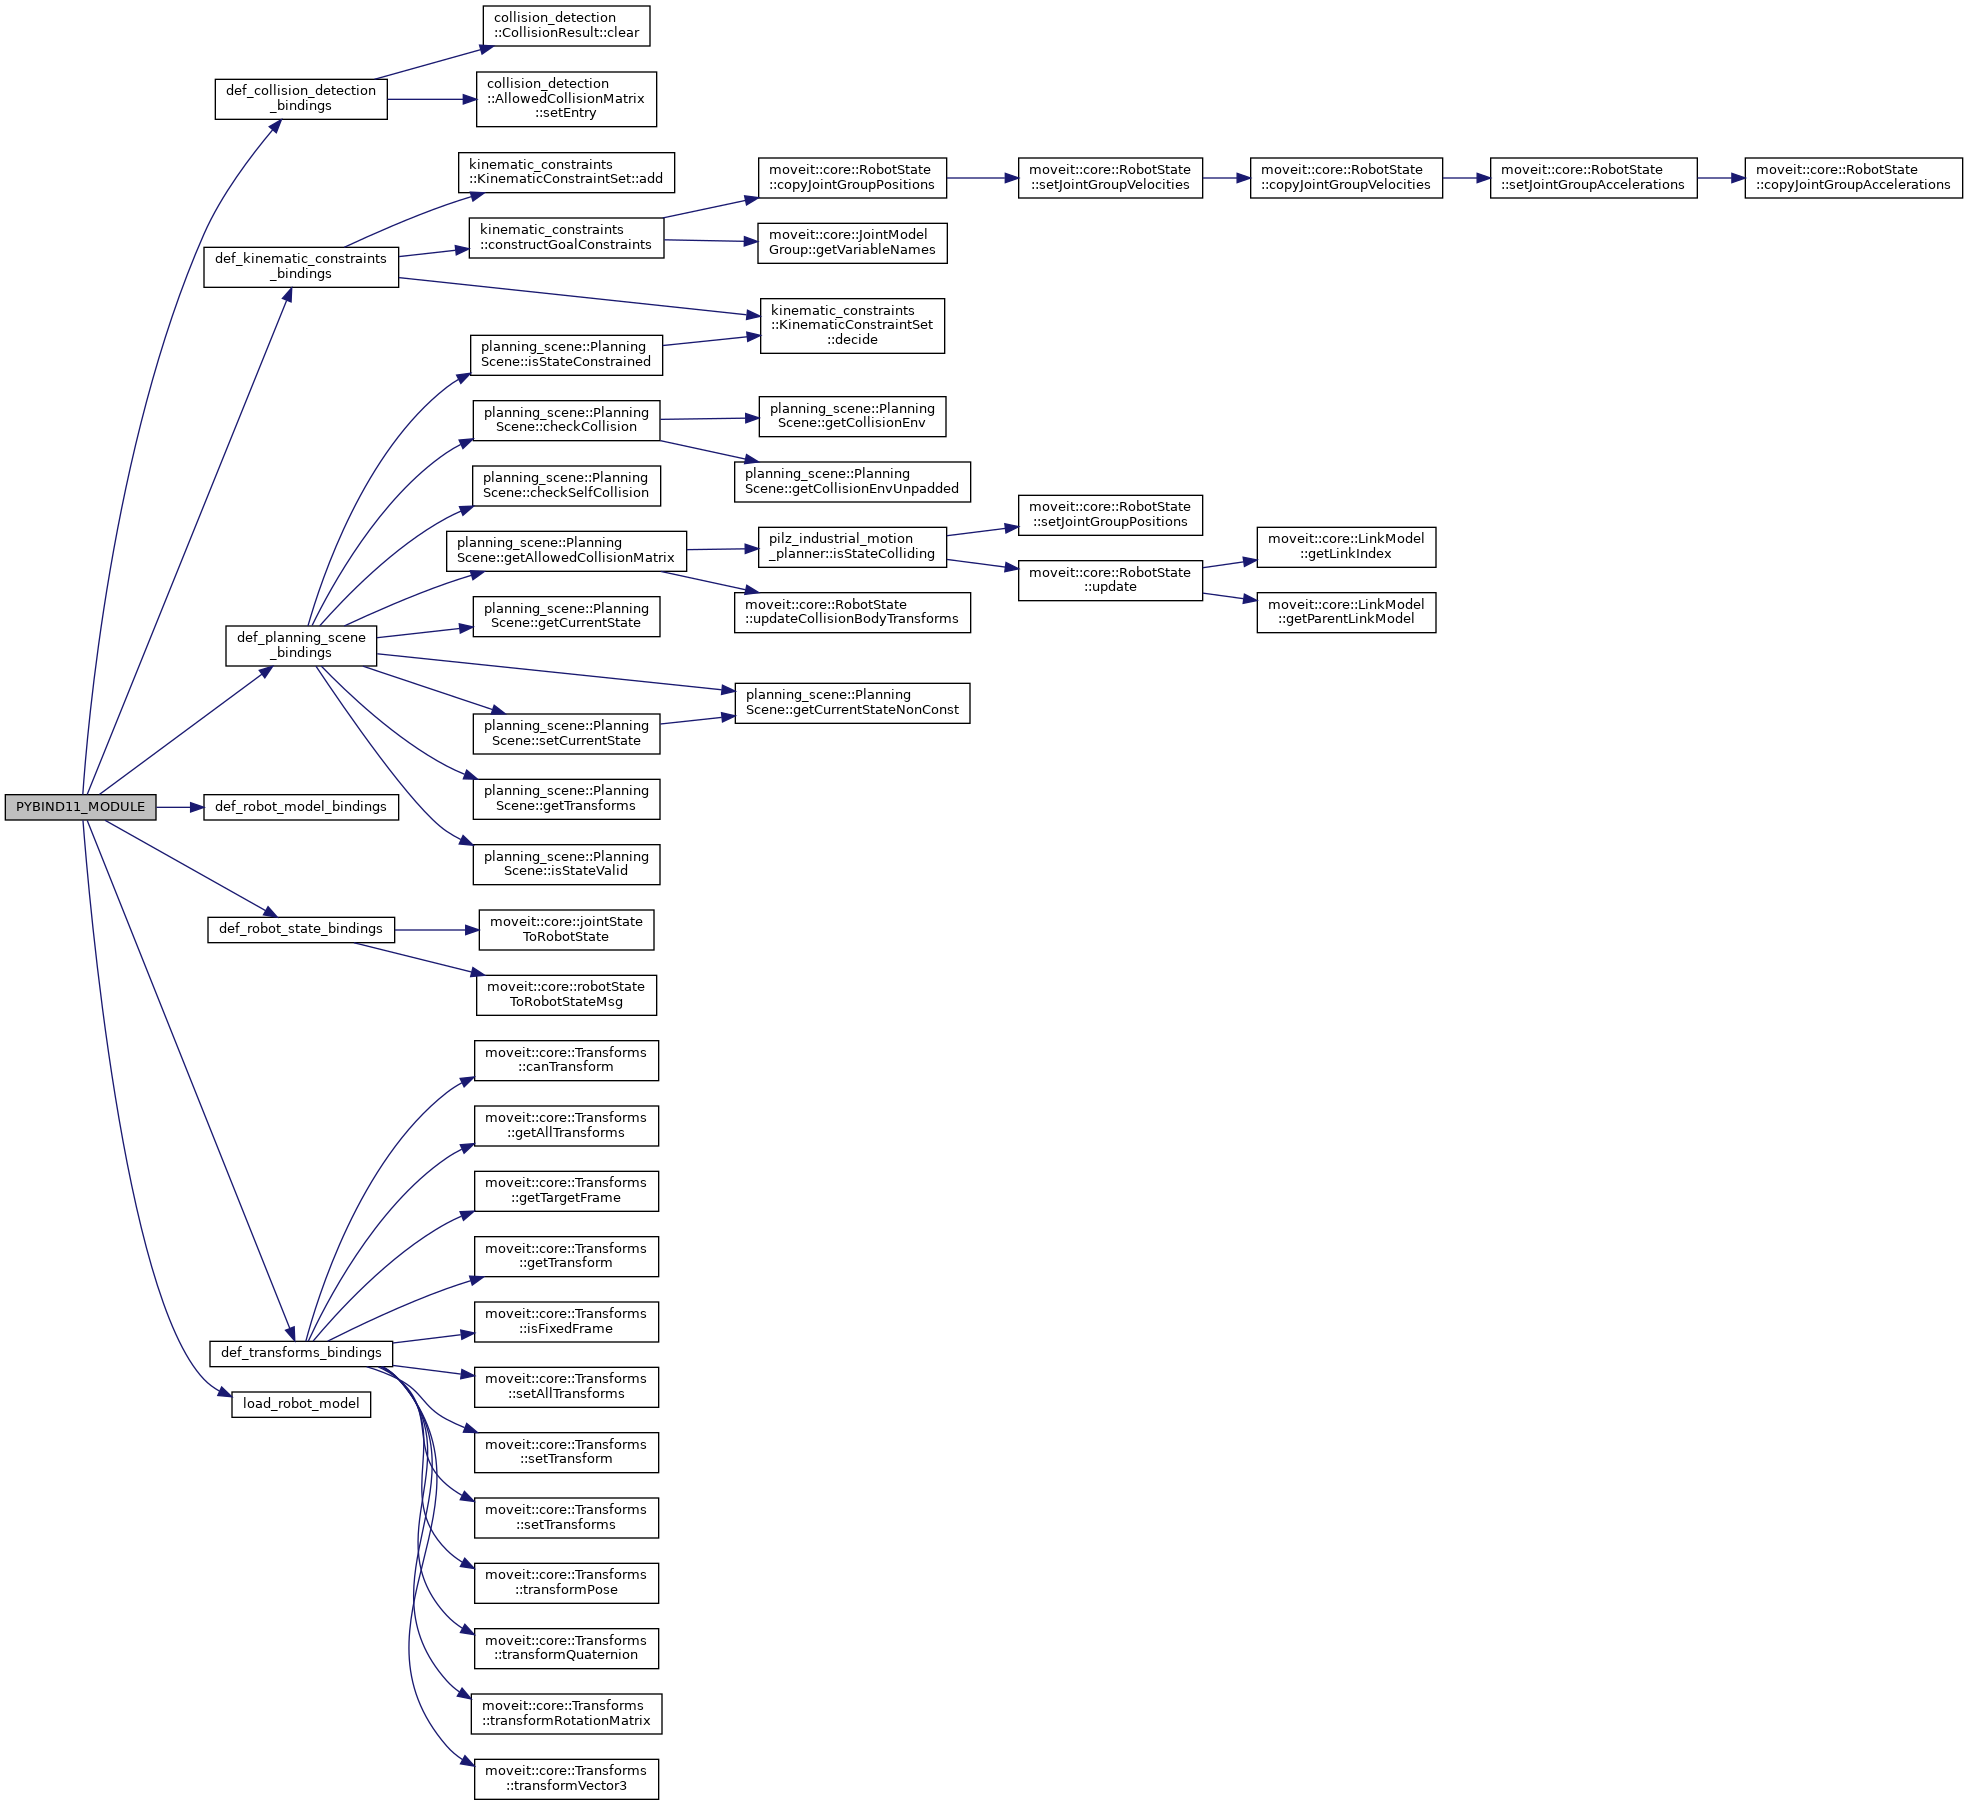 collision_detection
::CollisionResult::clear
def_collision_detection
_bindings
collision_detection
::AllowedCollisionMatrix
::setEntry
kinematic_constraints
::KinematicConstraintSet::add
moveit::core::RobotState
::copyJointGroupPositions
moveit::core::RobotState
::setJointGroupVelocities
moveit::core::RobotState
::copyJointGroupVelocities
moveit::core::RobotState
::setJointGroupAccelerations
moveit::core::RobotState
::copyJointGroupAccelerations
kinematic_constraints
::constructGoalConstraints
moveit::core::JointModel
Group::getVariableNames
def_kinematic_constraints
_bindings
kinematic_constraints
::KinematicConstraintSet
::decide
planning_scene::Planning
Scene::isStateConstrained
planning_scene::Planning
Scene::checkCollision
planning_scene::Planning
Scene::getCollisionEnv
planning_scene::Planning
Scene::checkSelfCollision
planning_scene::Planning
Scene::getCollisionEnvUnpadded
planning_scene::Planning
Scene::getAllowedCollisionMatrix
pilz_industrial_motion
_planner::isStateColliding
moveit::core::RobotState
::setJointGroupPositions
moveit::core::LinkModel
::getLinkIndex
moveit::core::RobotState
::update
planning_scene::Planning
Scene::getCurrentState
moveit::core::RobotState
::updateCollisionBodyTransforms
moveit::core::LinkModel
::getParentLinkModel
def_planning_scene
_bindings
planning_scene::Planning
Scene::getCurrentStateNonConst
planning_scene::Planning
Scene::setCurrentState
planning_scene::Planning
Scene::getTransforms
PYBIND11_MODULE
def_robot_model_bindings
planning_scene::Planning
Scene::isStateValid
def_robot_state_bindings
moveit::core::jointState
ToRobotState
moveit::core::robotState
ToRobotStateMsg
moveit::core::Transforms
::canTransform
moveit::core::Transforms
::getAllTransforms
moveit::core::Transforms
::getTargetFrame
moveit::core::Transforms
::getTransform
moveit::core::Transforms
::isFixedFrame
def_transforms_bindings
moveit::core::Transforms
::setAllTransforms
load_robot_model
moveit::core::Transforms
::setTransform
moveit::core::Transforms
::setTransforms
moveit::core::Transforms
::transformPose
moveit::core::Transforms
::transformQuaternion
moveit::core::Transforms
::transformRotationMatrix
moveit::core::Transforms
::transformVector3